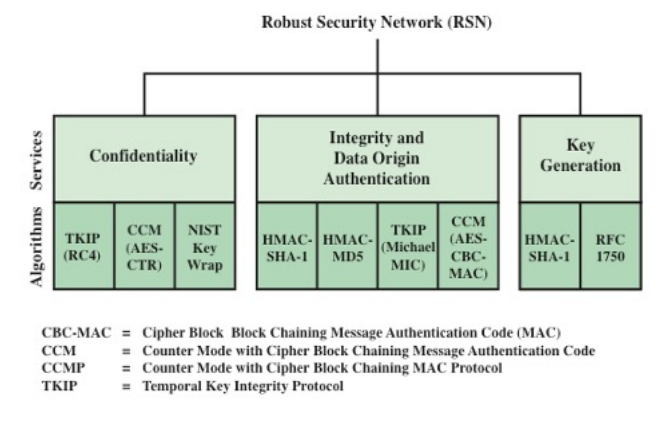 Robust Security Network (RSN)
Services
Confidentiality
Integrity and
Data Origin
Authentication
Key
Generation
Algorithms
TKIP
(RC4)
CCM
(AES-
CTR)
NIST
Key
Wrap
HMAC-
SHA-1
HMAC-
MD5
TKIP
(Michael
MIC)
CCM
(AES-
CBC-
MAC)
HMAC-
SHA-1
RFC
1750
CBC-MAC = Cipher Block Block Chaining Message Authentication Code (MAC)
CCM = Counter Mode with Cipher Block Chaining Message Authentication Code
CCMP = Counter Mode with Cipher Block Chaining MAC Protocol
TKIP = Temporal Key Integrity Protocol